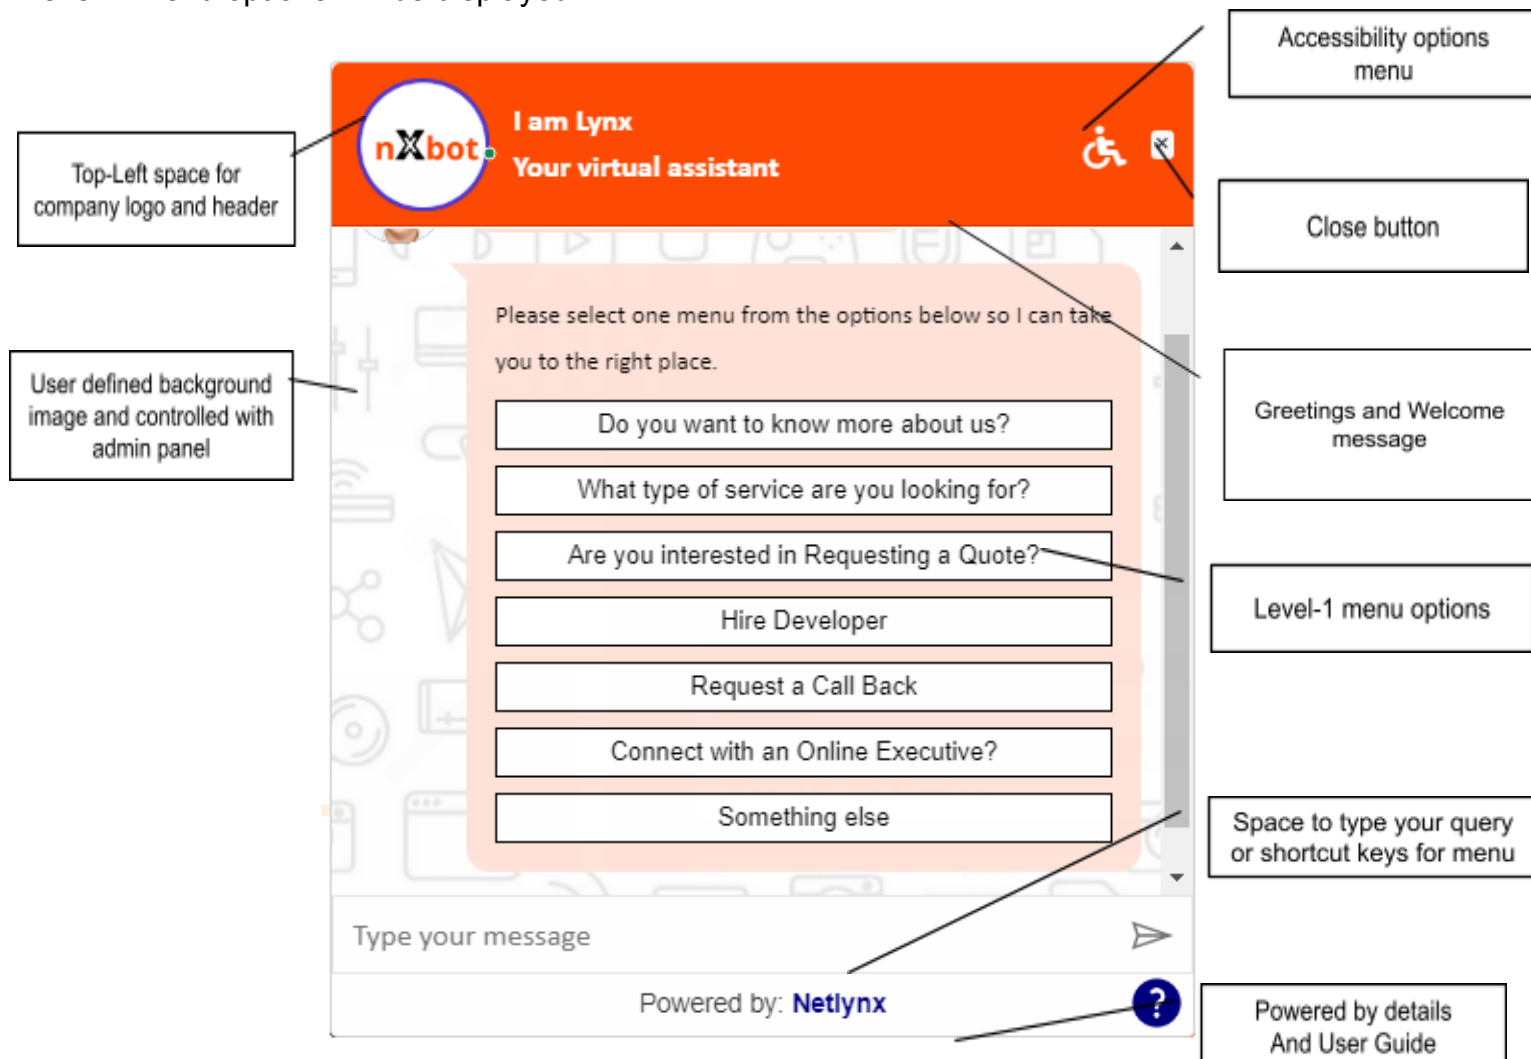 Accessibility options
menu
nXbot
I am Lynx
Your virtual assistant
Top-Left space for
company logo and header
Close button
Please select one menu from the options below so I can take
you to the right place.
User defined background
image and controlled with
admin panel
Greetings and Welcome
message
Do you want to know more about us?
What type of service are you looking for?
Are you interested in Requesting a Quote?
Level-1 menu options
Hire Developer
Request a Call Back
Connect with an Online Executive?
Something else
Space to type your query
or shortcut keys for menu
Type your message
Powered by: Netlynx
?
Powered by details
And User Guide